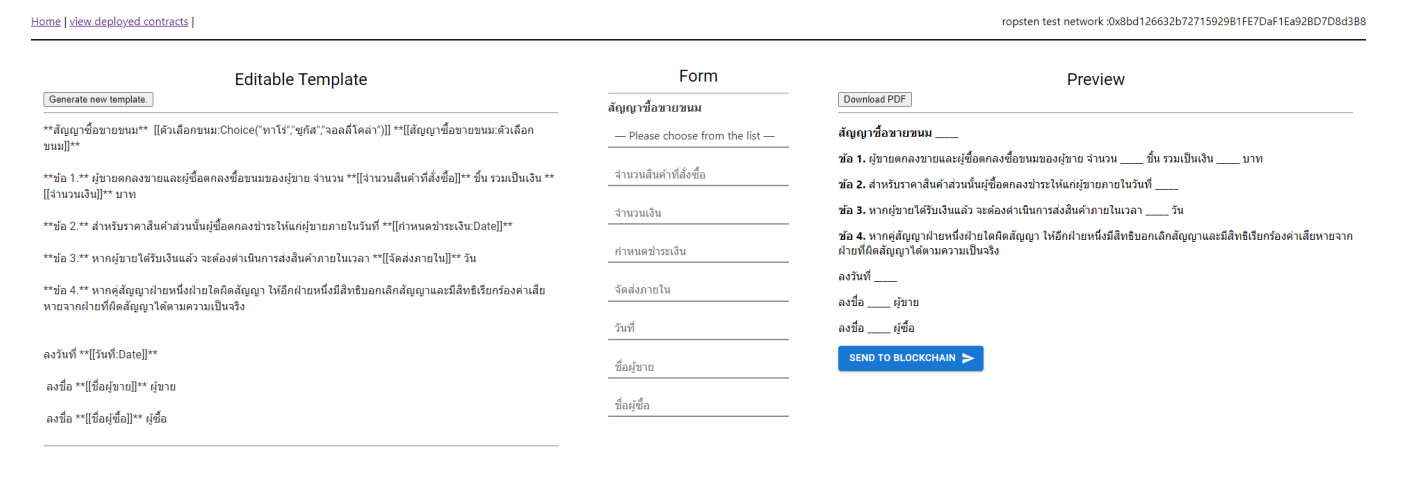 Home | view deployed contracts |
ropsten test network :0x8bd126632b72715929B1FE7DaF1Ea92BD7D8d3B8
Editable Template
Generate new template.
**สัญญาซื้อขายขนม** [[ตัวเลือกขนม:Choice("ทาโร่","ซูกัส","จอลลี่โคล่า")]] **[[สัญญาซื้อขายขนม:ตัวเลือก
ขนม]]**
**ข้อ 1.** ผู้ขายตกลงขายและผู้ซื้อตกลงซื้อขนมของผู้ขาย จำนวน **[[จำนวนสินค้าที่สั่งซื้อ]]** ชิ้น รวมเป็นเงิน **
[[จำนวนเงิน]]** บาท
**ข้อ 2.** สำหรับราคาสินค้าส่วนนั้นผู้ซื้อตกลงชำระให้แก่ผู้ขายภายในวันที่ **[[กำหนดชำระเงิน:Date]]**
**ข้อ 3.** หากผู้ขายได้รับเงินแล้ว จะต้องดำเนินการส่งสินค้าภายในเวลา **[[จัดส่งภายใน]]** วัน
**ข้อ 4.** หากคู่สัญญาฝ่ายหนึ่งฝ่ายใดผิดสัญญา ให้อีกฝ่ายหนึ่งมีสิทธิบอกเลิกสัญญาและมีสิทธิเรียกร้องค่าเสีย
หายจากฝ่ายที่ผิดสัญญาได้ตามความเป็นจริง
ลงวันที่ **[[วันที่:Date]]**
ลงชื่อ **[[ชื่อผู้ขาย]]** ผู้ขาย
ลงชื่อ **[[ชื่อผู้ซื้อ]]** ผู้ซื้อ
Form
สัญญาซื้อขายขนม
— Please choose from the list —
จำนวนสินค้าที่สั่งซื้อ
จำนวนเงิน
กำหนดชำระเงิน
จัดส่งภายใน
วันที่
ชื่อผู้ขาย
ชื่อผู้ซื้อ
Preview
Download PDF
สัญญาซื้อขายขนม _____
ข้อ 1. ผู้ขายตกลงขายและผู้ซื้อตกลงซื้อขนมของผู้ขาย จำนวน _____ ชิ้น รวมเป็นเงิน _____ บาท
ข้อ 2. สำหรับราคาสินค้าส่วนนั้นผู้ซื้อตกลงชำระให้แก่ผู้ขายภายในวันที่ _____
ข้อ 3. หากผู้ขายได้รับเงินแล้ว จะต้องดำเนินการส่งสินค้าภายในเวลา _____ วัน
ข้อ 4. หากคู่สัญญาฝ่ายหนึ่งฝ่ายใดผิดสัญญา ให้อีกฝ่ายหนึ่งมีสิทธิบอกเลิกสัญญาและมีสิทธิเรียกร้องค่าเสียหายจาก
ฝ่ายที่ผิดสัญญาได้ตามความเป็นจริง
ลงวันที่ _____
ลงชื่อ _____ ผู้ขาย
ลงชื่อ _____ ผู้ซื้อ
SEND TO BLOCKCHAIN